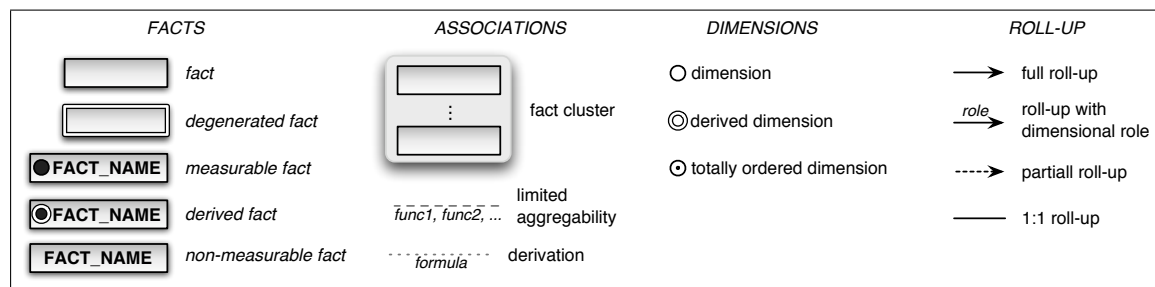 FACTS
fact
degenerated fact
FACT_NAME
measurable fact
FACT_NAME
derived fact
FACT_NAME
non-measurable fact
ASSOCIATIONS
fact cluster
func1, func2, ...
limited
aggregability
formula
derivation
DIMENSIONS
dimension
derived dimension
totally ordered dimension
ROLL-UP
full roll-up
role
roll-up with
dimensional role
partiall roll-up
1:1 roll-up